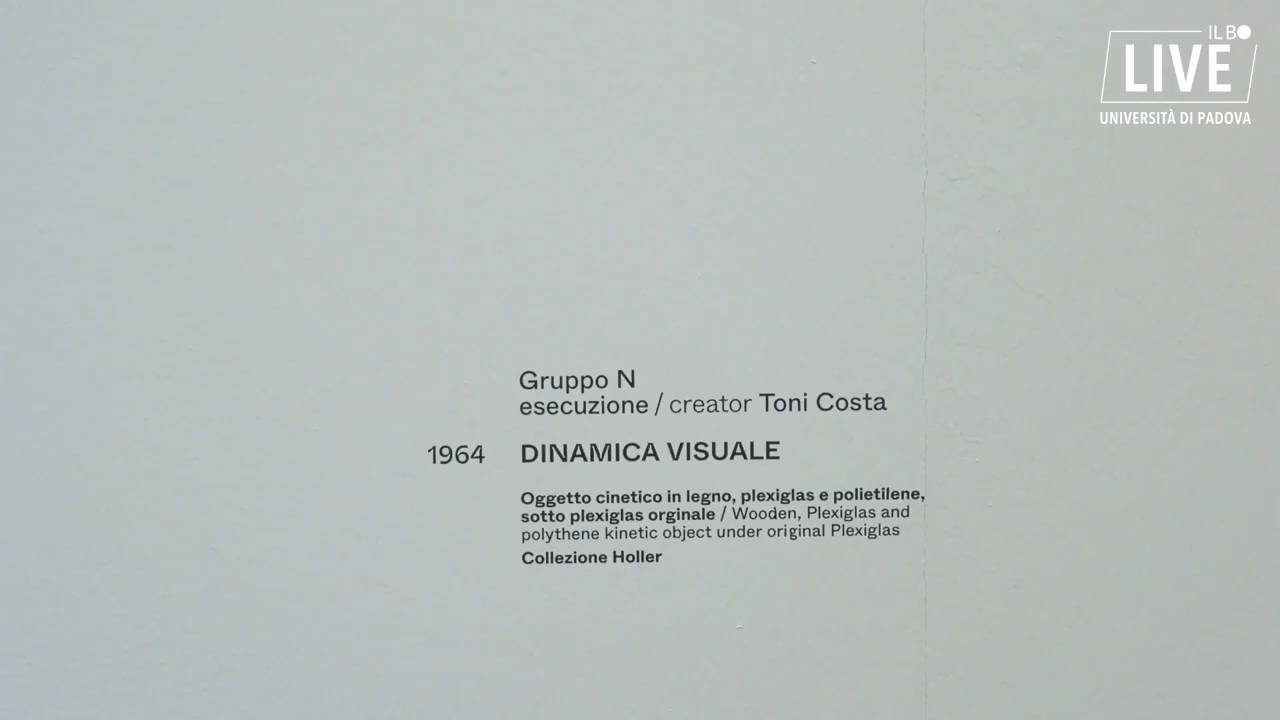 IL BO
LIVE
UNIVERSITÀ DI PADOVA
Gruppo N
esecuzione / creator Toni Costa
1964 DINAMICA VISUALE
Oggetto cinetico in legno, plexiglas e polietilene,
sotto plexiglas orginale / Wooden, Plexiglas and
polythene kinetic object under original Plexiglas
Collezione Holler